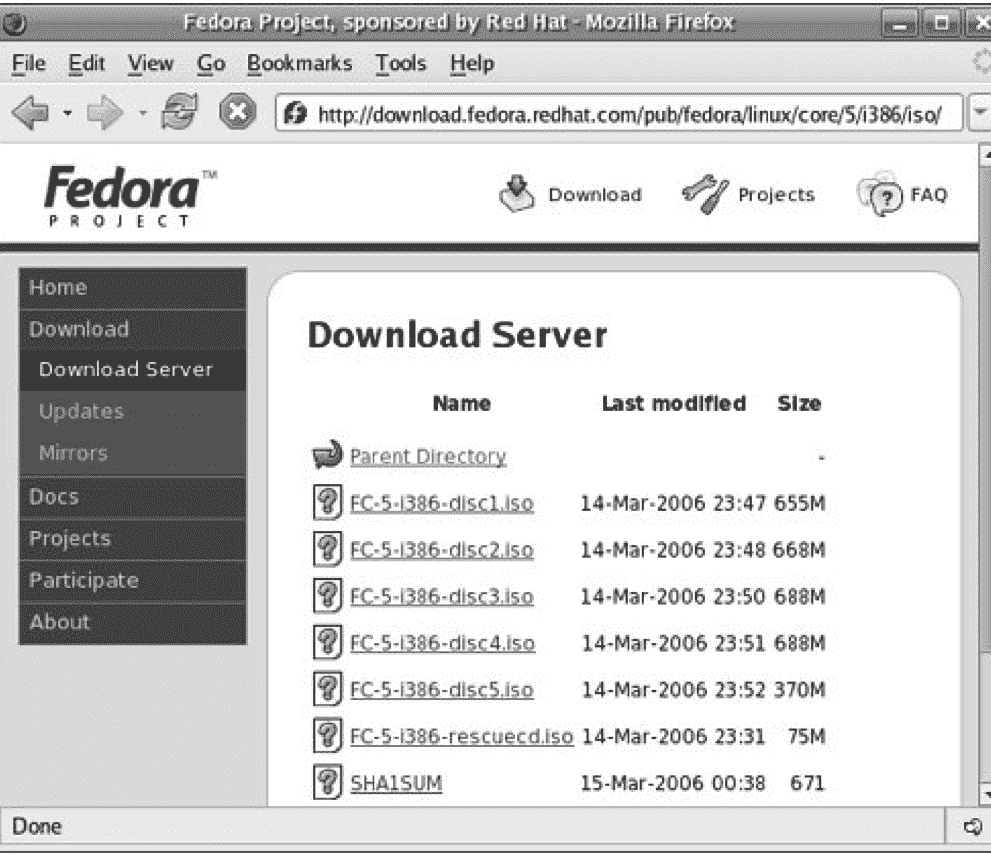 Fedora Project, sponsored by Red Hat - Mozilla Firefox
File Edit View Go Bookmarks Tools Help
http://download.fedora.redhat.com/pub/fedora/linux/core/5/i386/iso/
Fedora™
PROJECT
Download
Projects
FAQ
Home
Download
Download Server
Updates
Mirrors
Docs
Projects
Participate
About
Download Server
Name Last modified Size
Parent Directory -
FC-5-i386-disc1.iso 14-Mar-2006 23:47 655M
FC-5-i386-disc2.iso 14-Mar-2006 23:48 668M
FC-5-i386-disc3.iso 14-Mar-2006 23:50 688M
FC-5-i386-disc4.iso 14-Mar-2006 23:51 688M
FC-5-i386-disc5.iso 14-Mar-2006 23:52 370M
FC-5-i386-rescuecd.iso 14-Mar-2006 23:31 75M
SHA1SUM 15-Mar-2006 00:38 671
Done